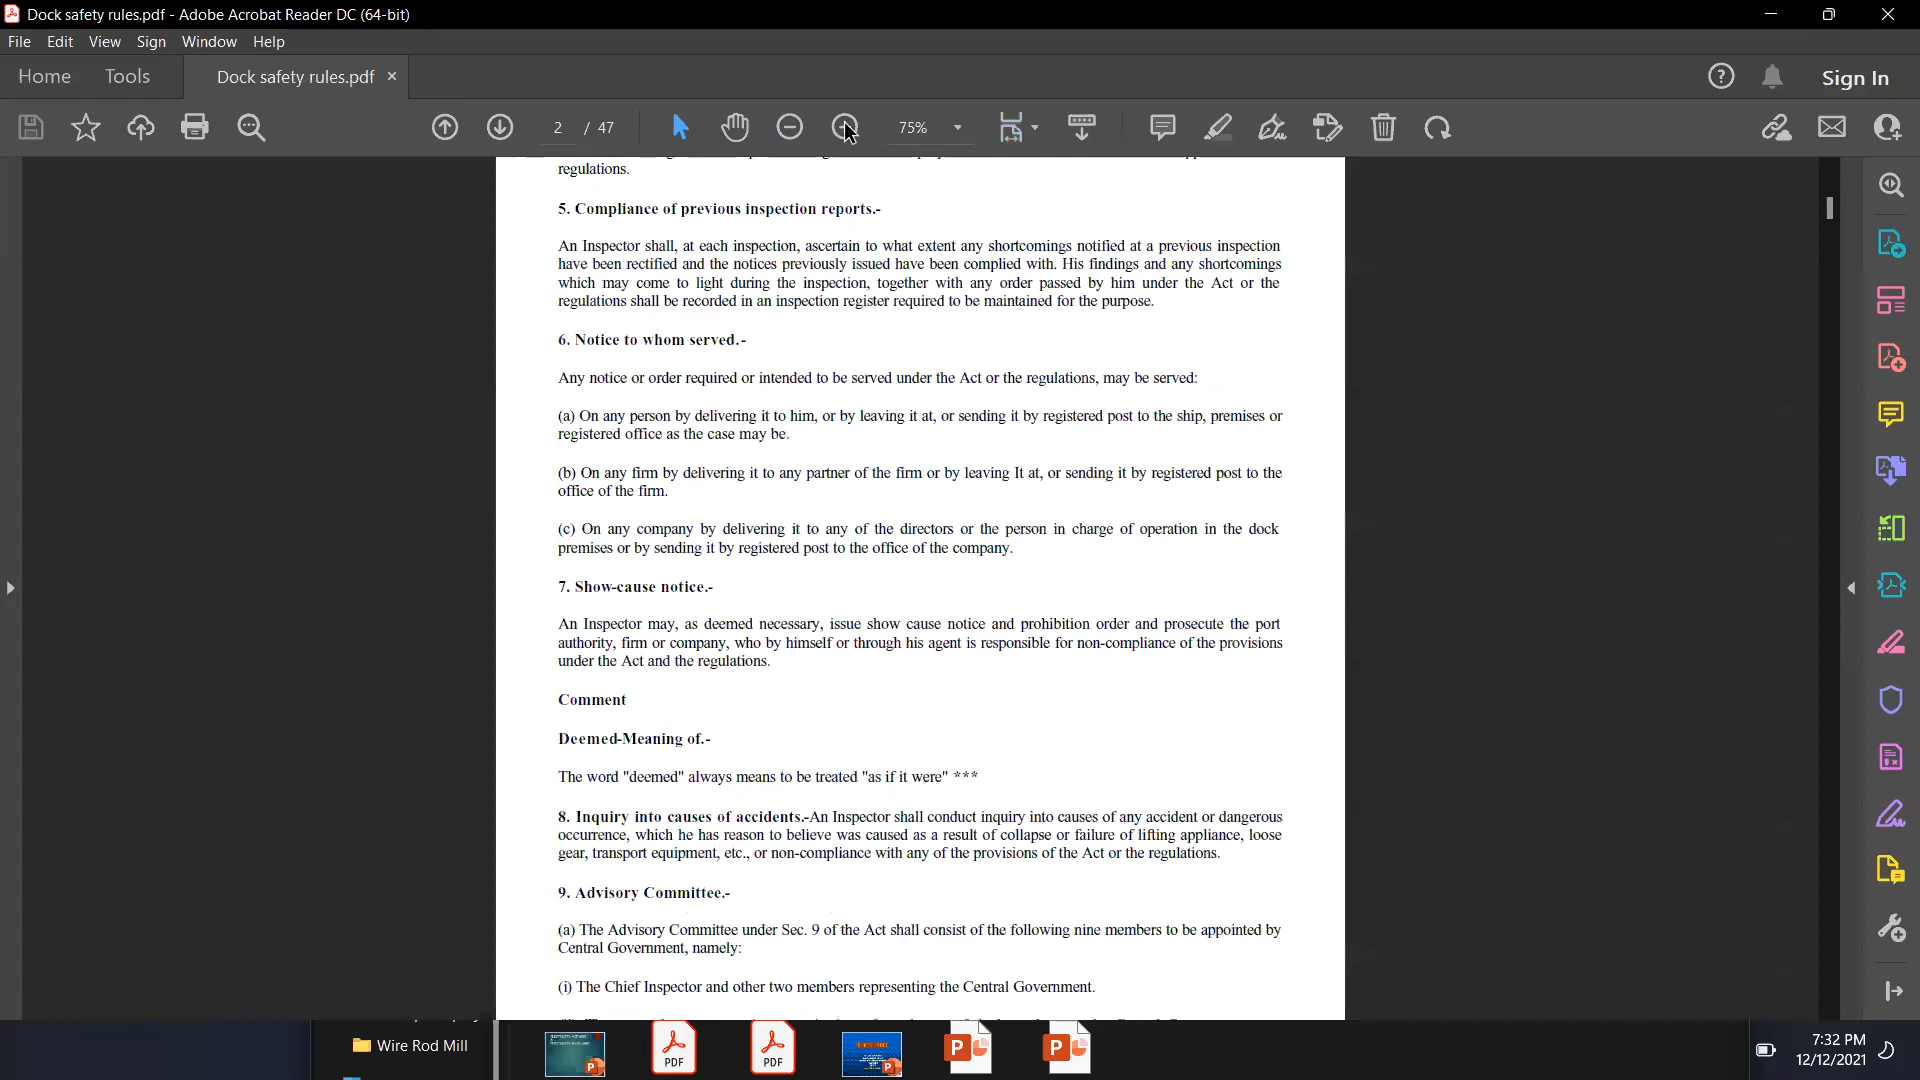 Dock safety rules.pdf - Adobe Acrobat Reader DC (64-bit)
File Edit View Sign Window Help
Home Tools Dock safety rules.pdf × Sign In
2 / 47 75%
regulations.
5. Compliance of previous inspection reports.-
An Inspector shall, at each inspection, ascertain to what extent any shortcomings notified at a previous inspection
have been rectified and the notices previously issued have been complied with. His findings and any shortcomings
which may come to light during the inspection, together with any order passed by him under the Act or the
regulations shall be recorded in an inspection register required to be maintained for the purpose.
6. Notice to whom served.-
Any notice or order required or intended to be served under the Act or the regulations, may be served:
(a) On any person by delivering it to him, or by leaving it at, or sending it by registered post to the ship, premises or
registered office as the case may be.
(b) On any firm by delivering it to any partner of the firm or by leaving It at, or sending it by registered post to the
office of the firm.
(c) On any company by delivering it to any of the directors or the person in charge of operation in the dock
premises or by sending it by registered post to the office of the company.
7. Show-cause notice.-
An Inspector may, as deemed necessary, issue show cause notice and prohibition order and prosecute the port
authority, firm or company, who by himself or through his agent is responsible for non-compliance of the provisions
under the Act and the regulations.
Comment
Deemed-Meaning of.-
The word "deemed" always means to be treated "as if it were" ***
8. Inquiry into causes of accidents.-An Inspector shall conduct inquiry into causes of any accident or dangerous
occurrence, which he has reason to believe was caused as a result of collapse or failure of lifting appliance, loose
gear, transport equipment, etc., or non-compliance with any of the provisions of the Act or the regulations.
9. Advisory Committee.-
(a) The Advisory Committee under Sec. 9 of the Act shall consist of the following nine members to be appointed by
Central Government, namely:
(i) The Chief Inspector and other two members representing the Central Government.
Wire Rod Mill
PDF
PDF
P
P
7:32 PM
12/12/2021